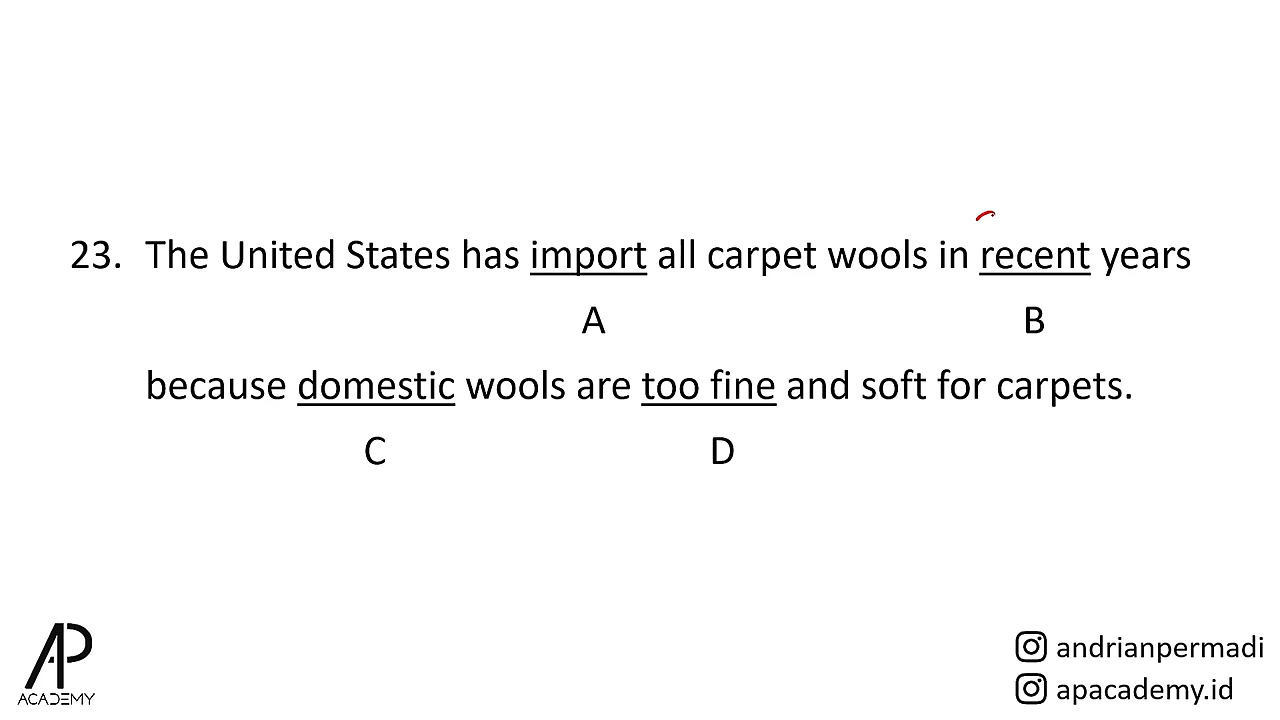 23. The United States has import all carpet wools in recent years
A B
because domestic wools are too fine and soft for carpets.
C D
AP
ACADEMY
andrianpermadi
apacademy.id